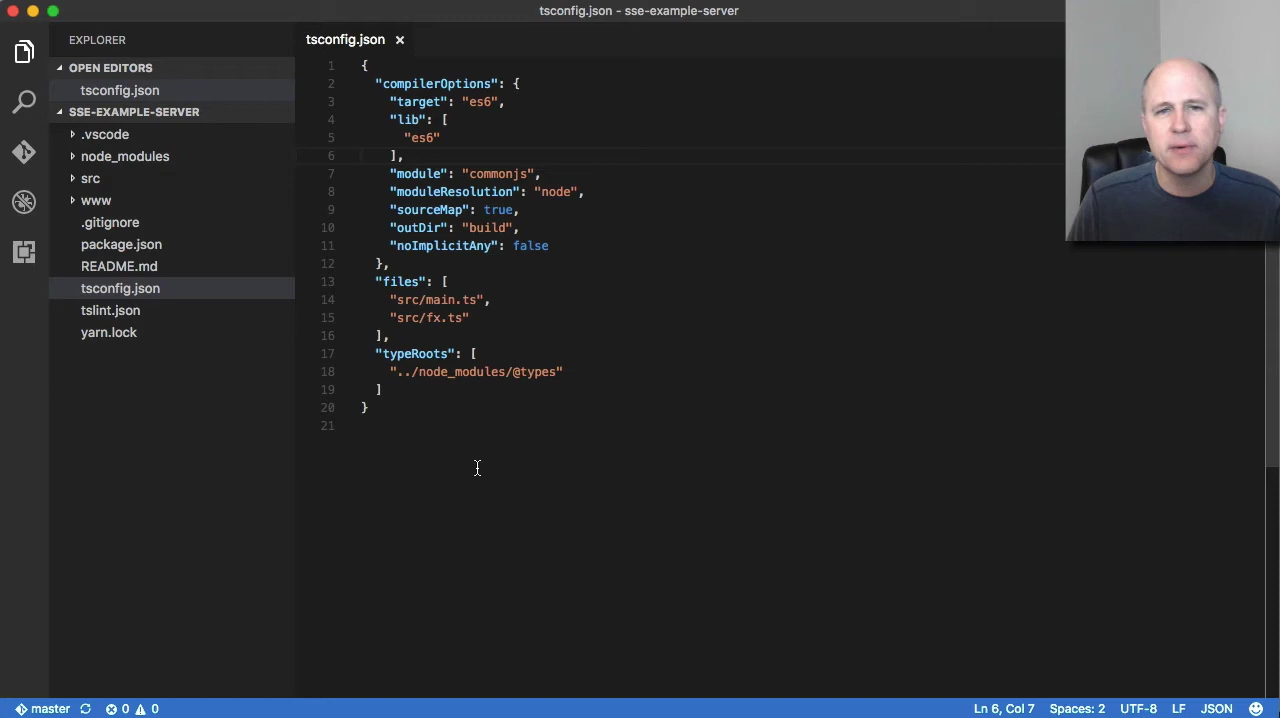 tsconfig.json - sse-example-server
EXPLORER
OPEN EDITORS
tsconfig.json
SSE-EXAMPLE-SERVER
.vscode
node_modules
src
www
.gitignore
package.json
README.md
tsconfig.json
tslint.json
yarn.lock
tsconfig.json ×
1 {
2 "compilerOptions": {
3 "target": "es6",
4 "lib": [
5 "es6"
6 ],
7 "module": "commonjs",
8 "moduleResolution": "node",
9 "sourceMap": true,
10 "outDir": "build",
11 "noImplicitAny": false
12 },
13 "files": [
14 "src/main.ts",
15 "src/fx.ts"
16 ],
17 "typeRoots": [
18 "../node_modules/@types"
19 ]
20 }
21
master 0 0 Ln 6, Col 7 Spaces: 2 UTF-8 LF JSON